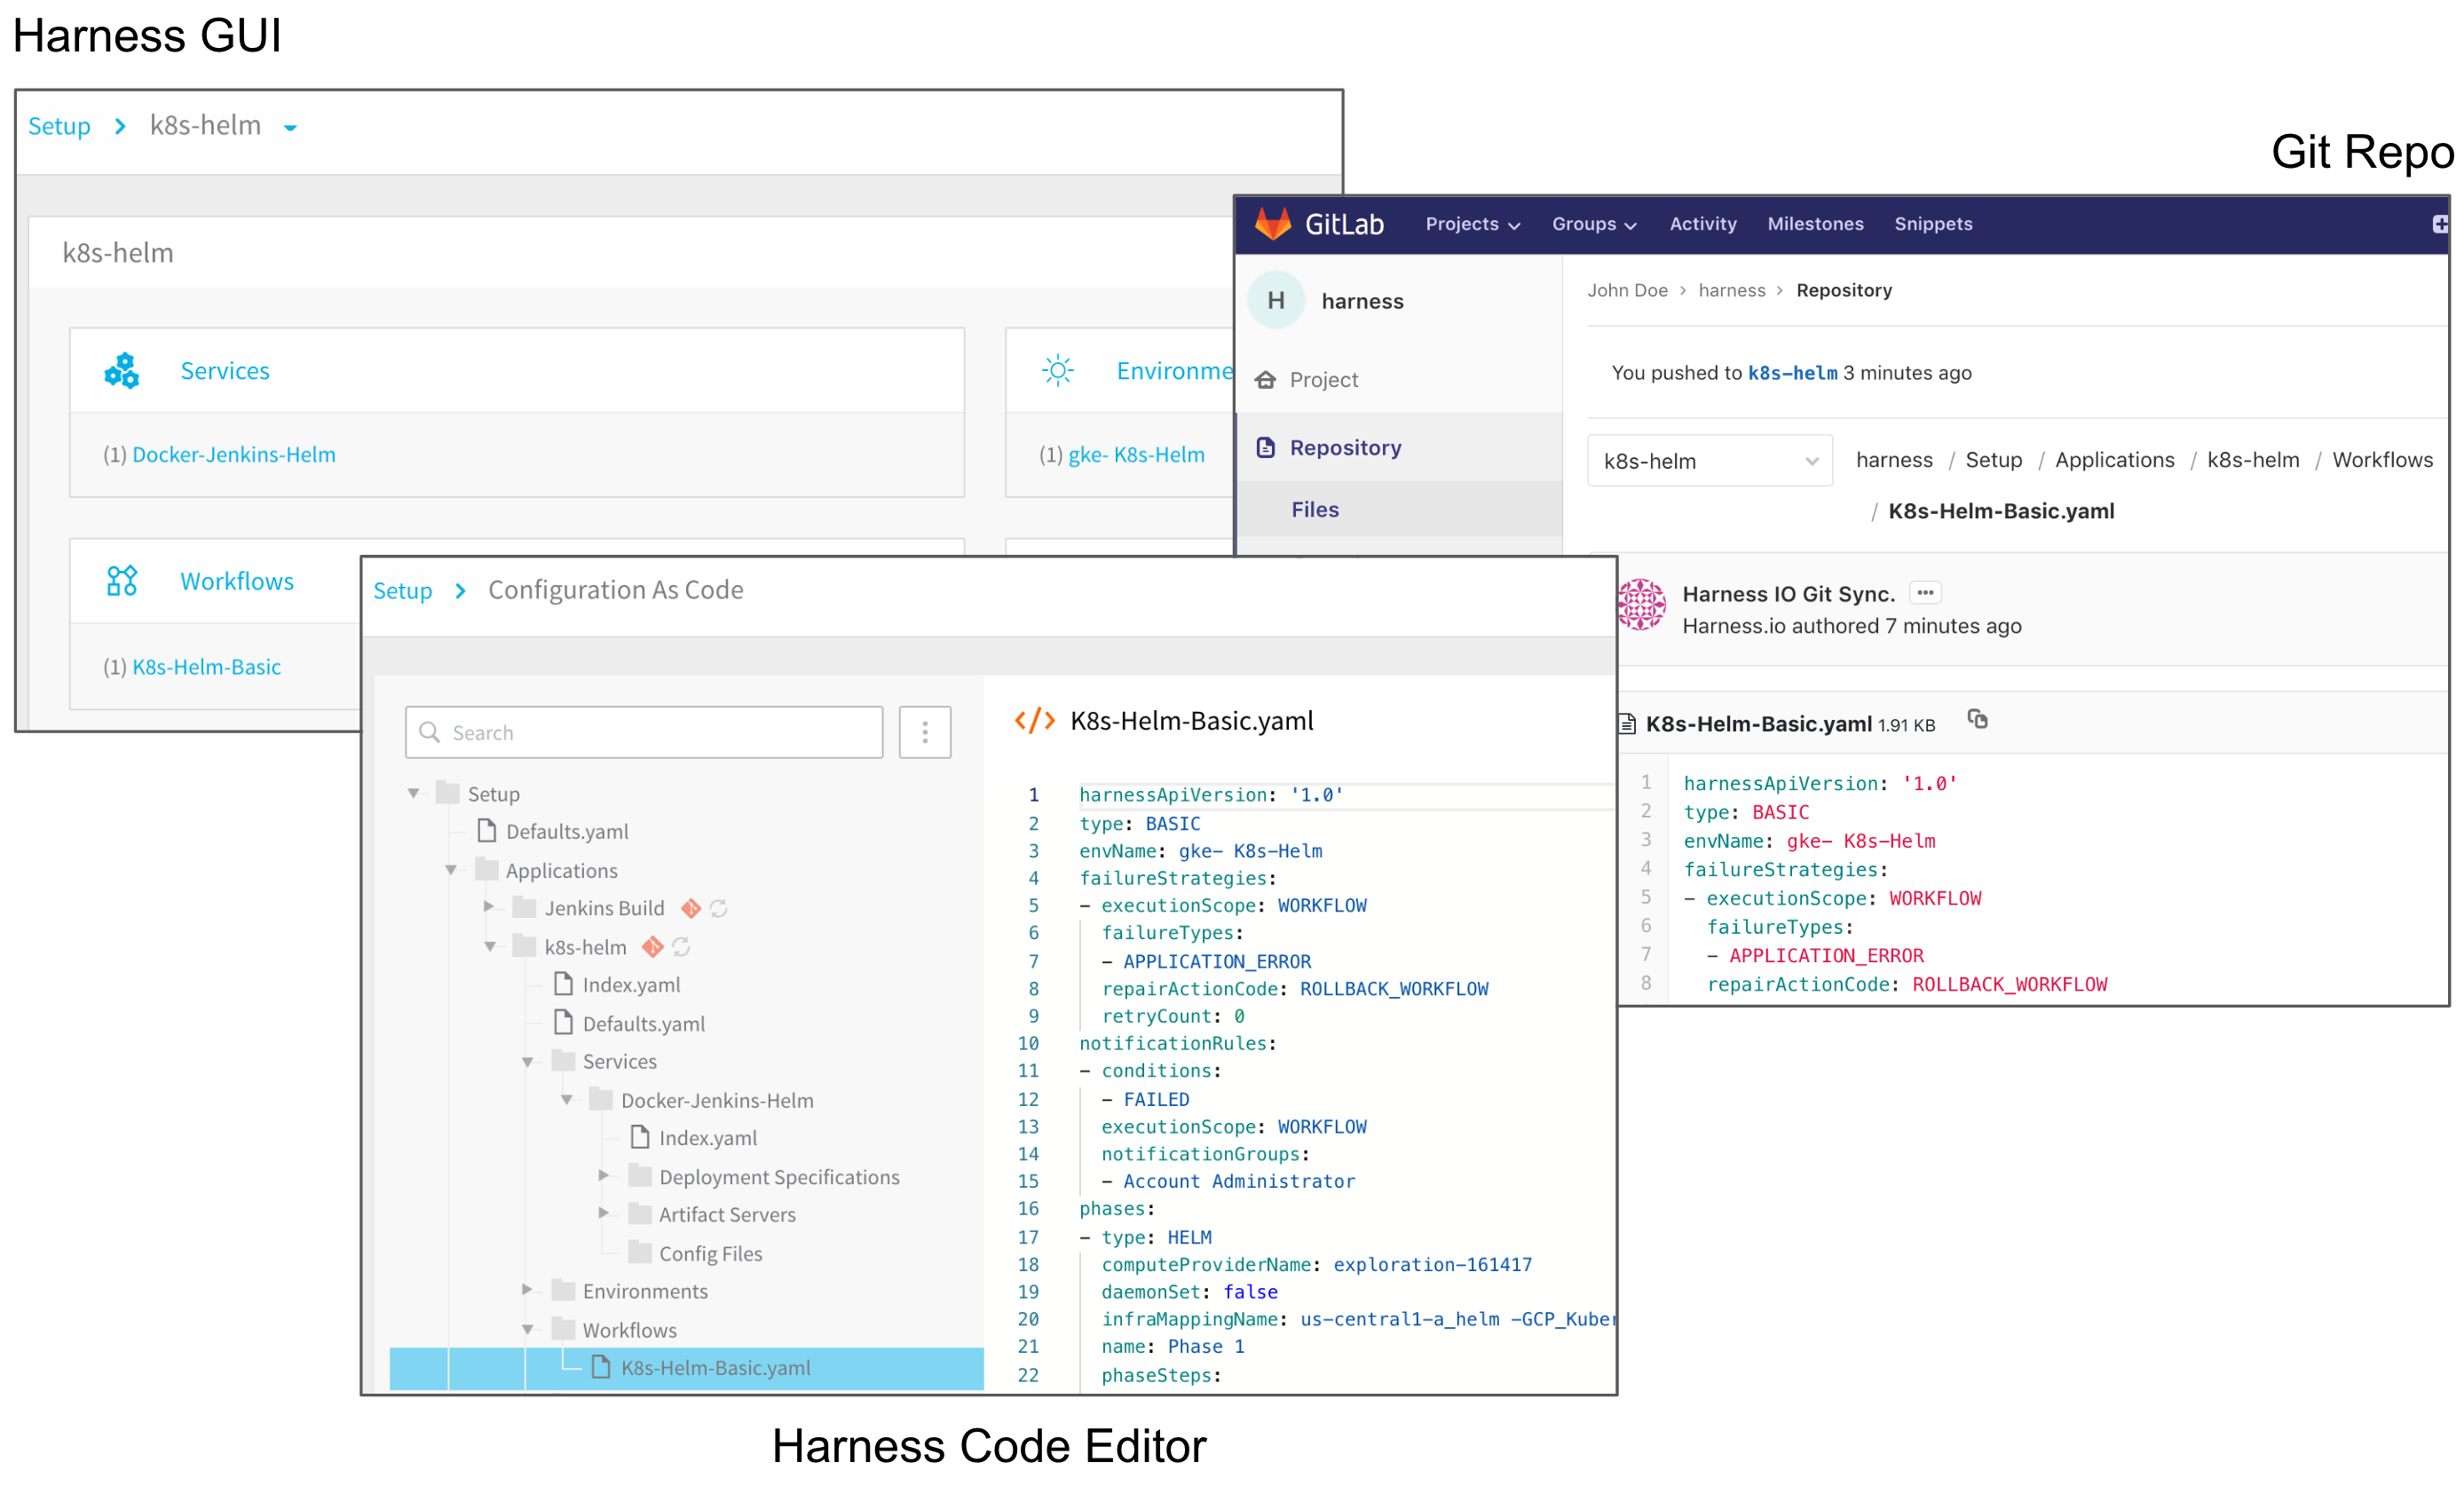 Harness GUI
Setup > k8s-helm
k8s-helm
Services
(1) Docker-Jenkins-Helm
Environme
(1) gke- K8s-Helm
Workflows
(1) K8s-Helm-Basic
Git Repo
GitLab Projects Groups Activity Milestones Snippets
H harness
Project
Repository
Files
John Doe > harness > Repository
You pushed to k8s-helm 3 minutes ago
k8s-helm
harness / Setup / Applications / k8s-helm / Workflows
/ K8s-Helm-Basic.yaml
Harness IO Git Sync. ...
Harness.io authored 7 minutes ago
K8s-Helm-Basic.yaml 1.91 KB
1 harnessApiVersion: '1.0'
2 type: BASIC
3 envName: gke- K8s-Helm
4 failureStrategies:
5 - executionScope: WORKFLOW
6 failureTypes:
7 - APPLICATION_ERROR
8 repairActionCode: ROLLBACK_WORKFLOW
Setup > Configuration As Code
Search
Setup
Defaults.yaml
Applications
Jenkins Build
k8s-helm
Index.yaml
Defaults.yaml
Services
Docker-Jenkins-Helm
Index.yaml
Deployment Specifications
Artifact Servers
Config Files
Environments
Workflows
K8s-Helm-Basic.yaml
</> K8s-Helm-Basic.yaml
1 harnessApiVersion: '1.0'
2 type: BASIC
3 envName: gke- K8s-Helm
4 failureStrategies:
5 - executionScope: WORKFLOW
6 failureTypes:
7 - APPLICATION_ERROR
8 repairActionCode: ROLLBACK_WORKFLOW
9 retryCount: 0
10 notificationRules:
11 - conditions:
12 - FAILED
13 executionScope: WORKFLOW
14 notificationGroups:
15 - Account Administrator
16 phases:
17 - type: HELM
18 computeProviderName: exploration-161417
19 daemonSet: false
20 infraMappingName: us-central1-a_helm -GCP_Kuber
21 name: Phase 1
22 phaseSteps:
Harness Code Editor